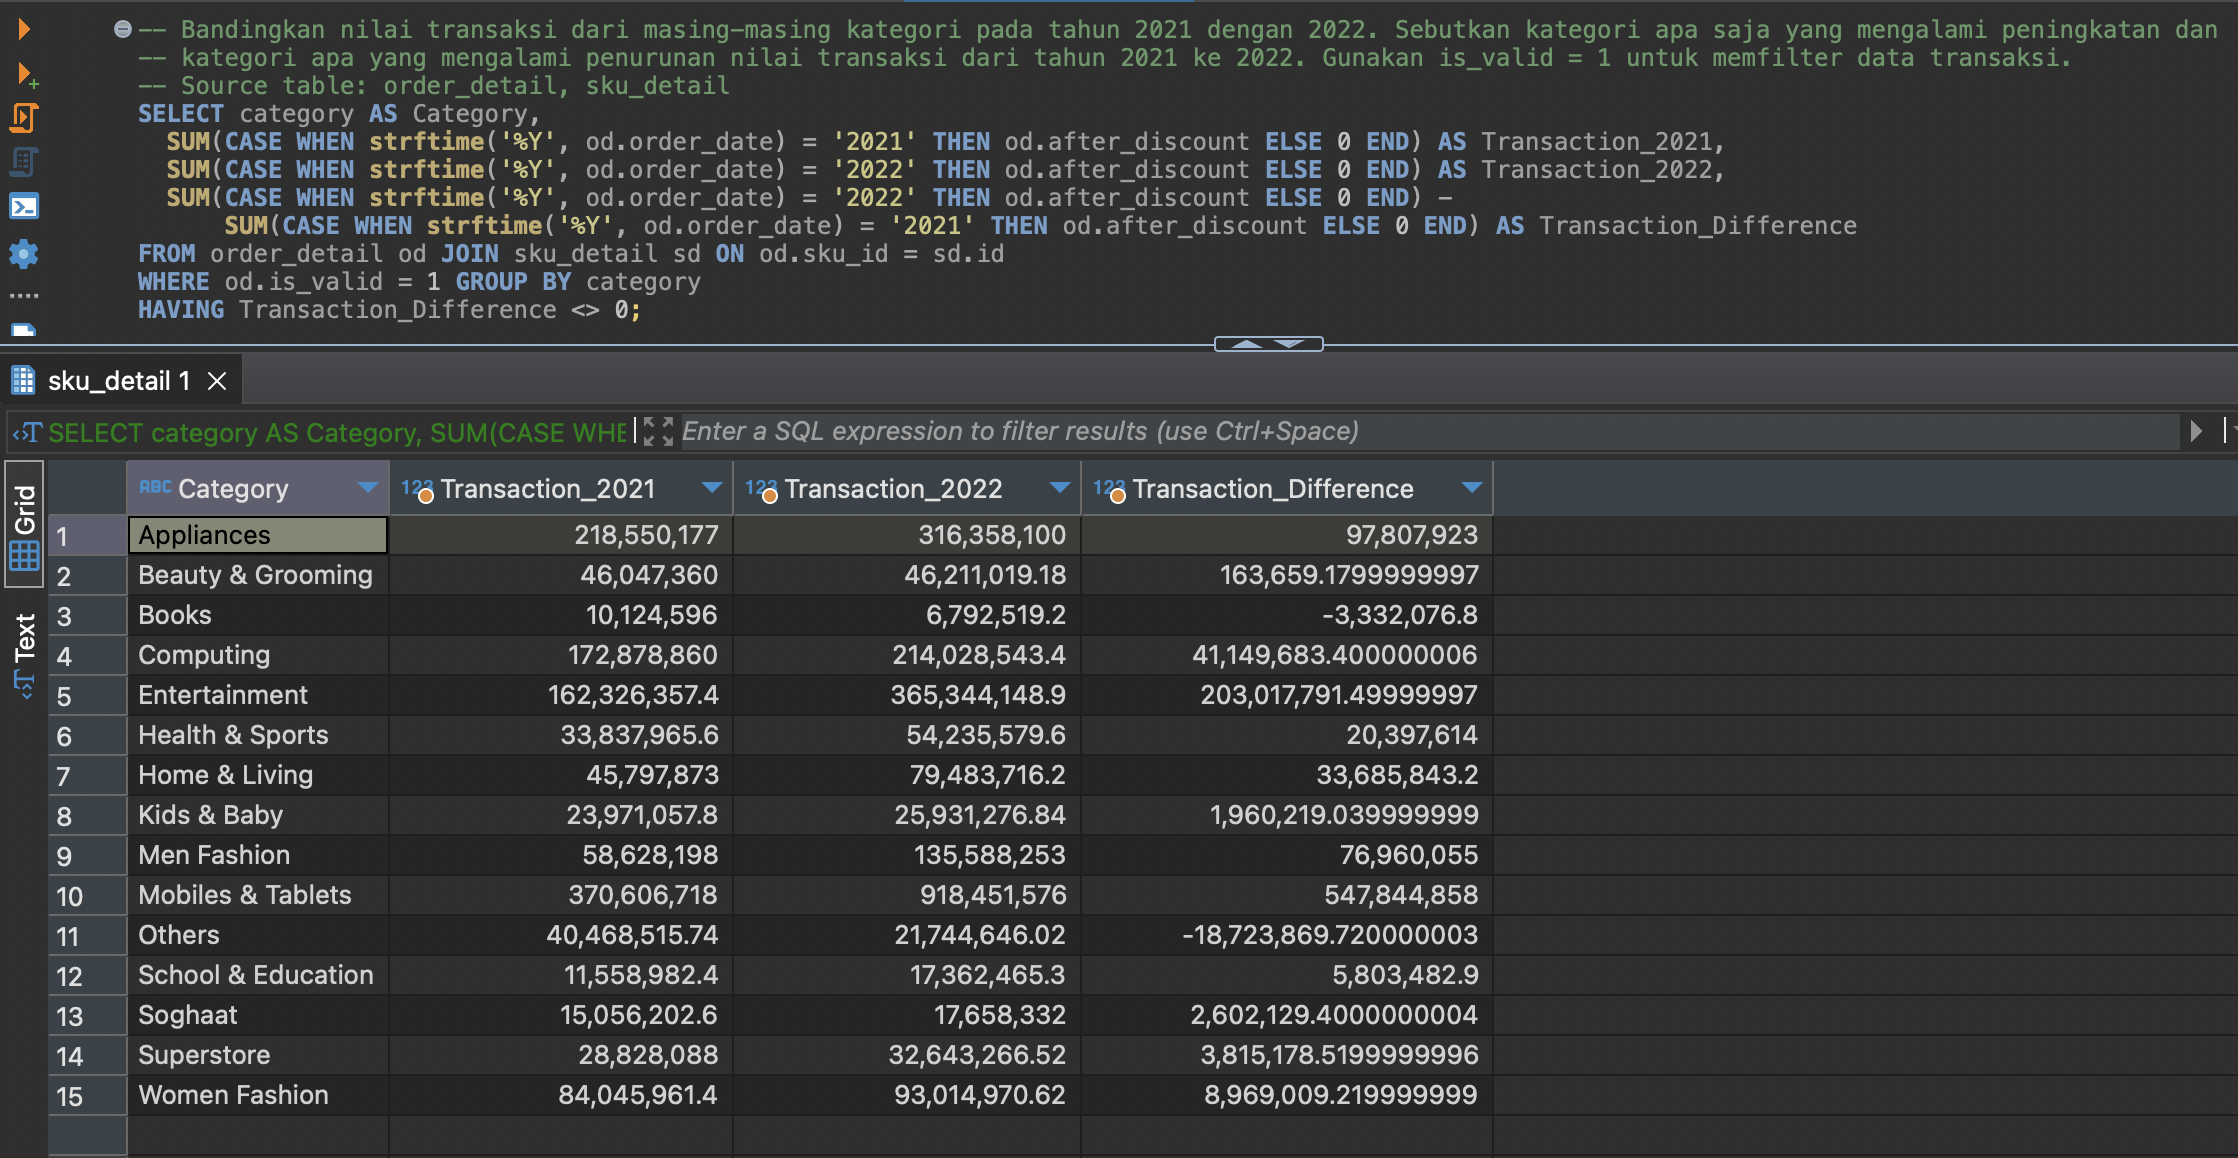 -- Bandingkan nilai transaksi dari masing-masing kategori pada tahun 2021 dengan 2022. Sebutkan kategori apa saja yang mengalami peningkatan dan
-- kategori apa yang mengalami penurunan nilai transaksi dari tahun 2021 ke 2022. Gunakan is_valid = 1 untuk memfilter data transaksi.
-- Source table: order_detail, sku_detail
SELECT category AS Category,
SUM(CASE WHEN strftime('%Y', od.order_date) = '2021' THEN od.after_discount ELSE 0 END) AS Transaction_2021,
SUM(CASE WHEN strftime('%Y', od.order_date) = '2022' THEN od.after_discount ELSE 0 END) AS Transaction_2022,
SUM(CASE WHEN strftime('%Y', od.order_date) = '2022' THEN od.after_discount ELSE 0 END) -
SUM(CASE WHEN strftime('%Y', od.order_date) = '2021' THEN od.after_discount ELSE 0 END) AS Transaction_Difference
FROM order_detail od JOIN sku_detail sd ON od.sku_id = sd.id
WHERE od.is_valid = 1 GROUP BY category
HAVING Transaction_Difference <> 0;
sku_detail 1
SELECT category AS Category, SUM(CASE WHE Enter a SQL expression to filter results (use Ctrl+Space)
Grid
Text
ABC Category 123 Transaction_2021 123 Transaction_2022 123 Transaction_Difference
1 Appliances 218,550,177 316,358,100 97,807,923
2 Beauty & Grooming 46,047,360 46,211,019.18 163,659.1799999997
3 Books 10,124,596 6,792,519.2 -3,332,076.8
4 Computing 172,878,860 214,028,543.4 41,149,683.400000006
5 Entertainment 162,326,357.4 365,344,148.9 203,017,791.49999997
6 Health & Sports 33,837,965.6 54,235,579.6 20,397,614
7 Home & Living 45,797,873 79,483,716.2 33,685,843.2
8 Kids & Baby 23,971,057.8 25,931,276.84 1,960,219.039999999
9 Men Fashion 58,628,198 135,588,253 76,960,055
10 Mobiles & Tablets 370,606,718 918,451,576 547,844,858
11 Others 40,468,515.74 21,744,646.02 -18,723,869.720000003
12 School & Education 11,558,982.4 17,362,465.3 5,803,482.9
13 Soghaat 15,056,202.6 17,658,332 2,602,129.4000000004
14 Superstore 28,828,088 32,643,266.52 3,815,178.5199999996
15 Women Fashion 84,045,961.4 93,014,970.62 8,969,009.219999999